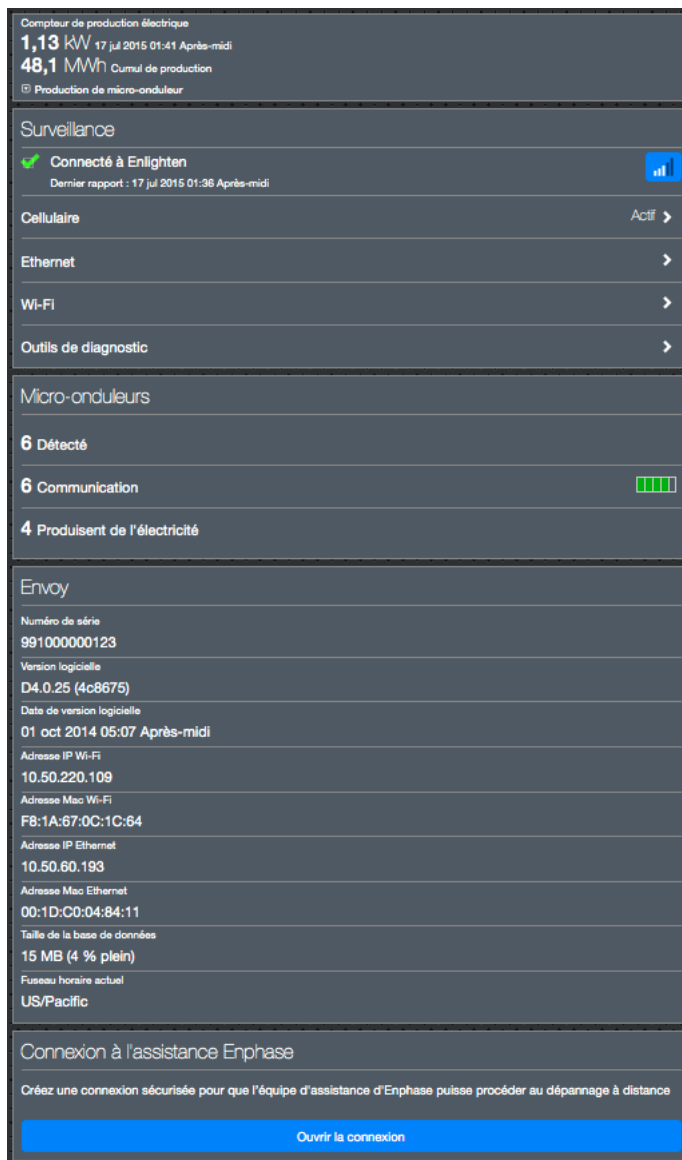 Compteur de production électrique
1,13 kW 17 jul 2015 01:41 Après-midi
48,1 MWh Cumul de production
Production de micro-onduleur
Surveillance
Connecté à Enlighten
Dernier rapport : 17 jul 2015 01:36 Après-midi
Cellulaire Actif
Ethernet
Wi-Fi
Outils de diagnostic
Micro-onduleurs
6 Détecté
6 Communication
4 Produisent de l'électricité
Envoy
Numéro de série
991000000123
Version logicielle
D4.0.25 (4c8675)
Date de version logicielle
01 oct 2014 05:07 Après-midi
Adresse IP Wi-Fi
10.50.220.109
Adresse Mac Wi-Fi
F8:1A:67:0C:1C:64
Adresse IP Ethernet
10.50.60.193
Adresse Mac Ethernet
00:1D:C0:04:84:11
Taille de la base de données
15 MB (4 % plein)
Fuseau horaire actuel
US/Pacific
Connexion à l'assistance Enphase
Créez une connexion sécurisée pour que l'équipe d'assistance d'Enphase puisse procéder au dépannage à distance
Ouvrir la connexion